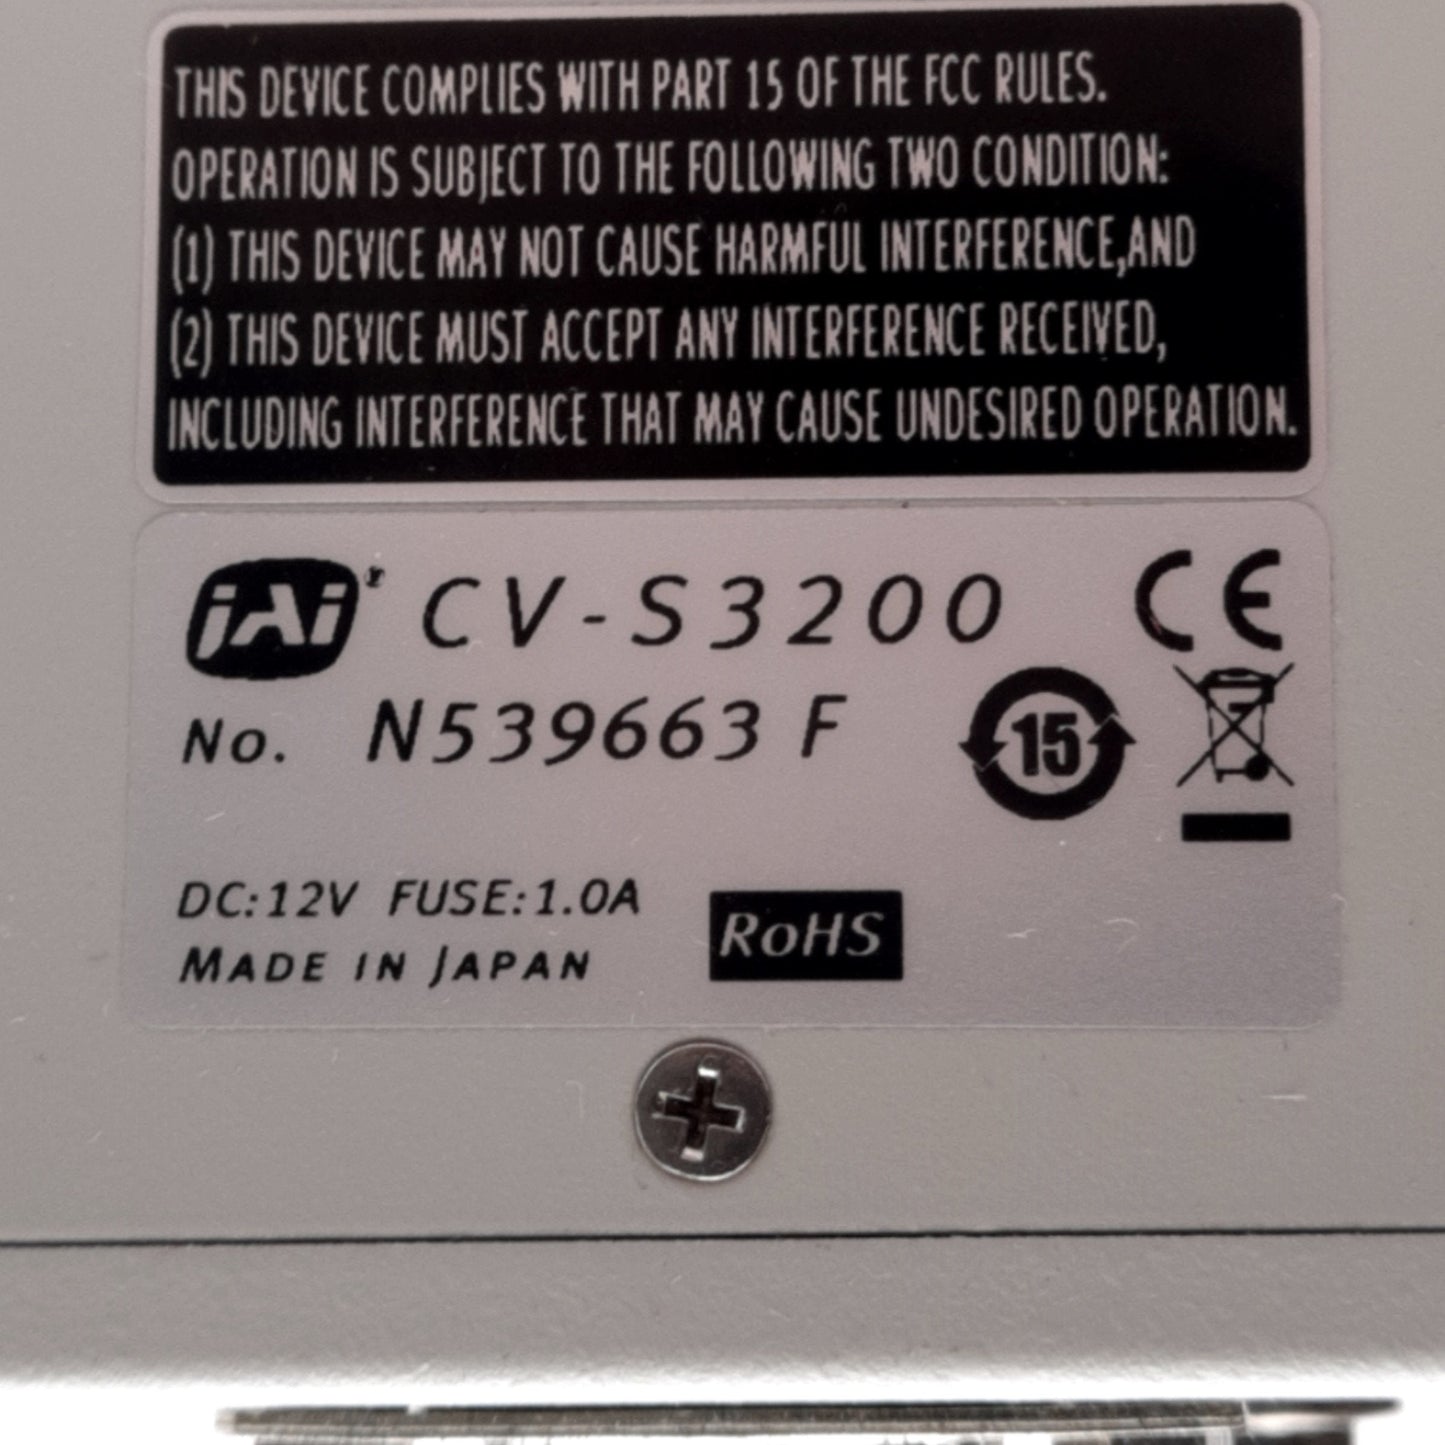 THIS DEVICE COMPLIES WITH PART 15 OF THE FCC RULES.
OPERATION IS SUBJECT TO THE FOLLOWING TWO CONDITION:
(1) THIS DEVICE MAY NOT CAUSE HARMFUL INTERFERENCE,AND
(2) THIS DEVICE MUST ACCEPT ANY INTERFERENCE RECEIVED,
INCLUDING INTERFERENCE THAT MAY CAUSE UNDESIRED OPERATION.
JAi® CV-S3200 CE
No. N539663 F 15
DC:12V FUSE:1.0A
MADE IN JAPAN RoHS